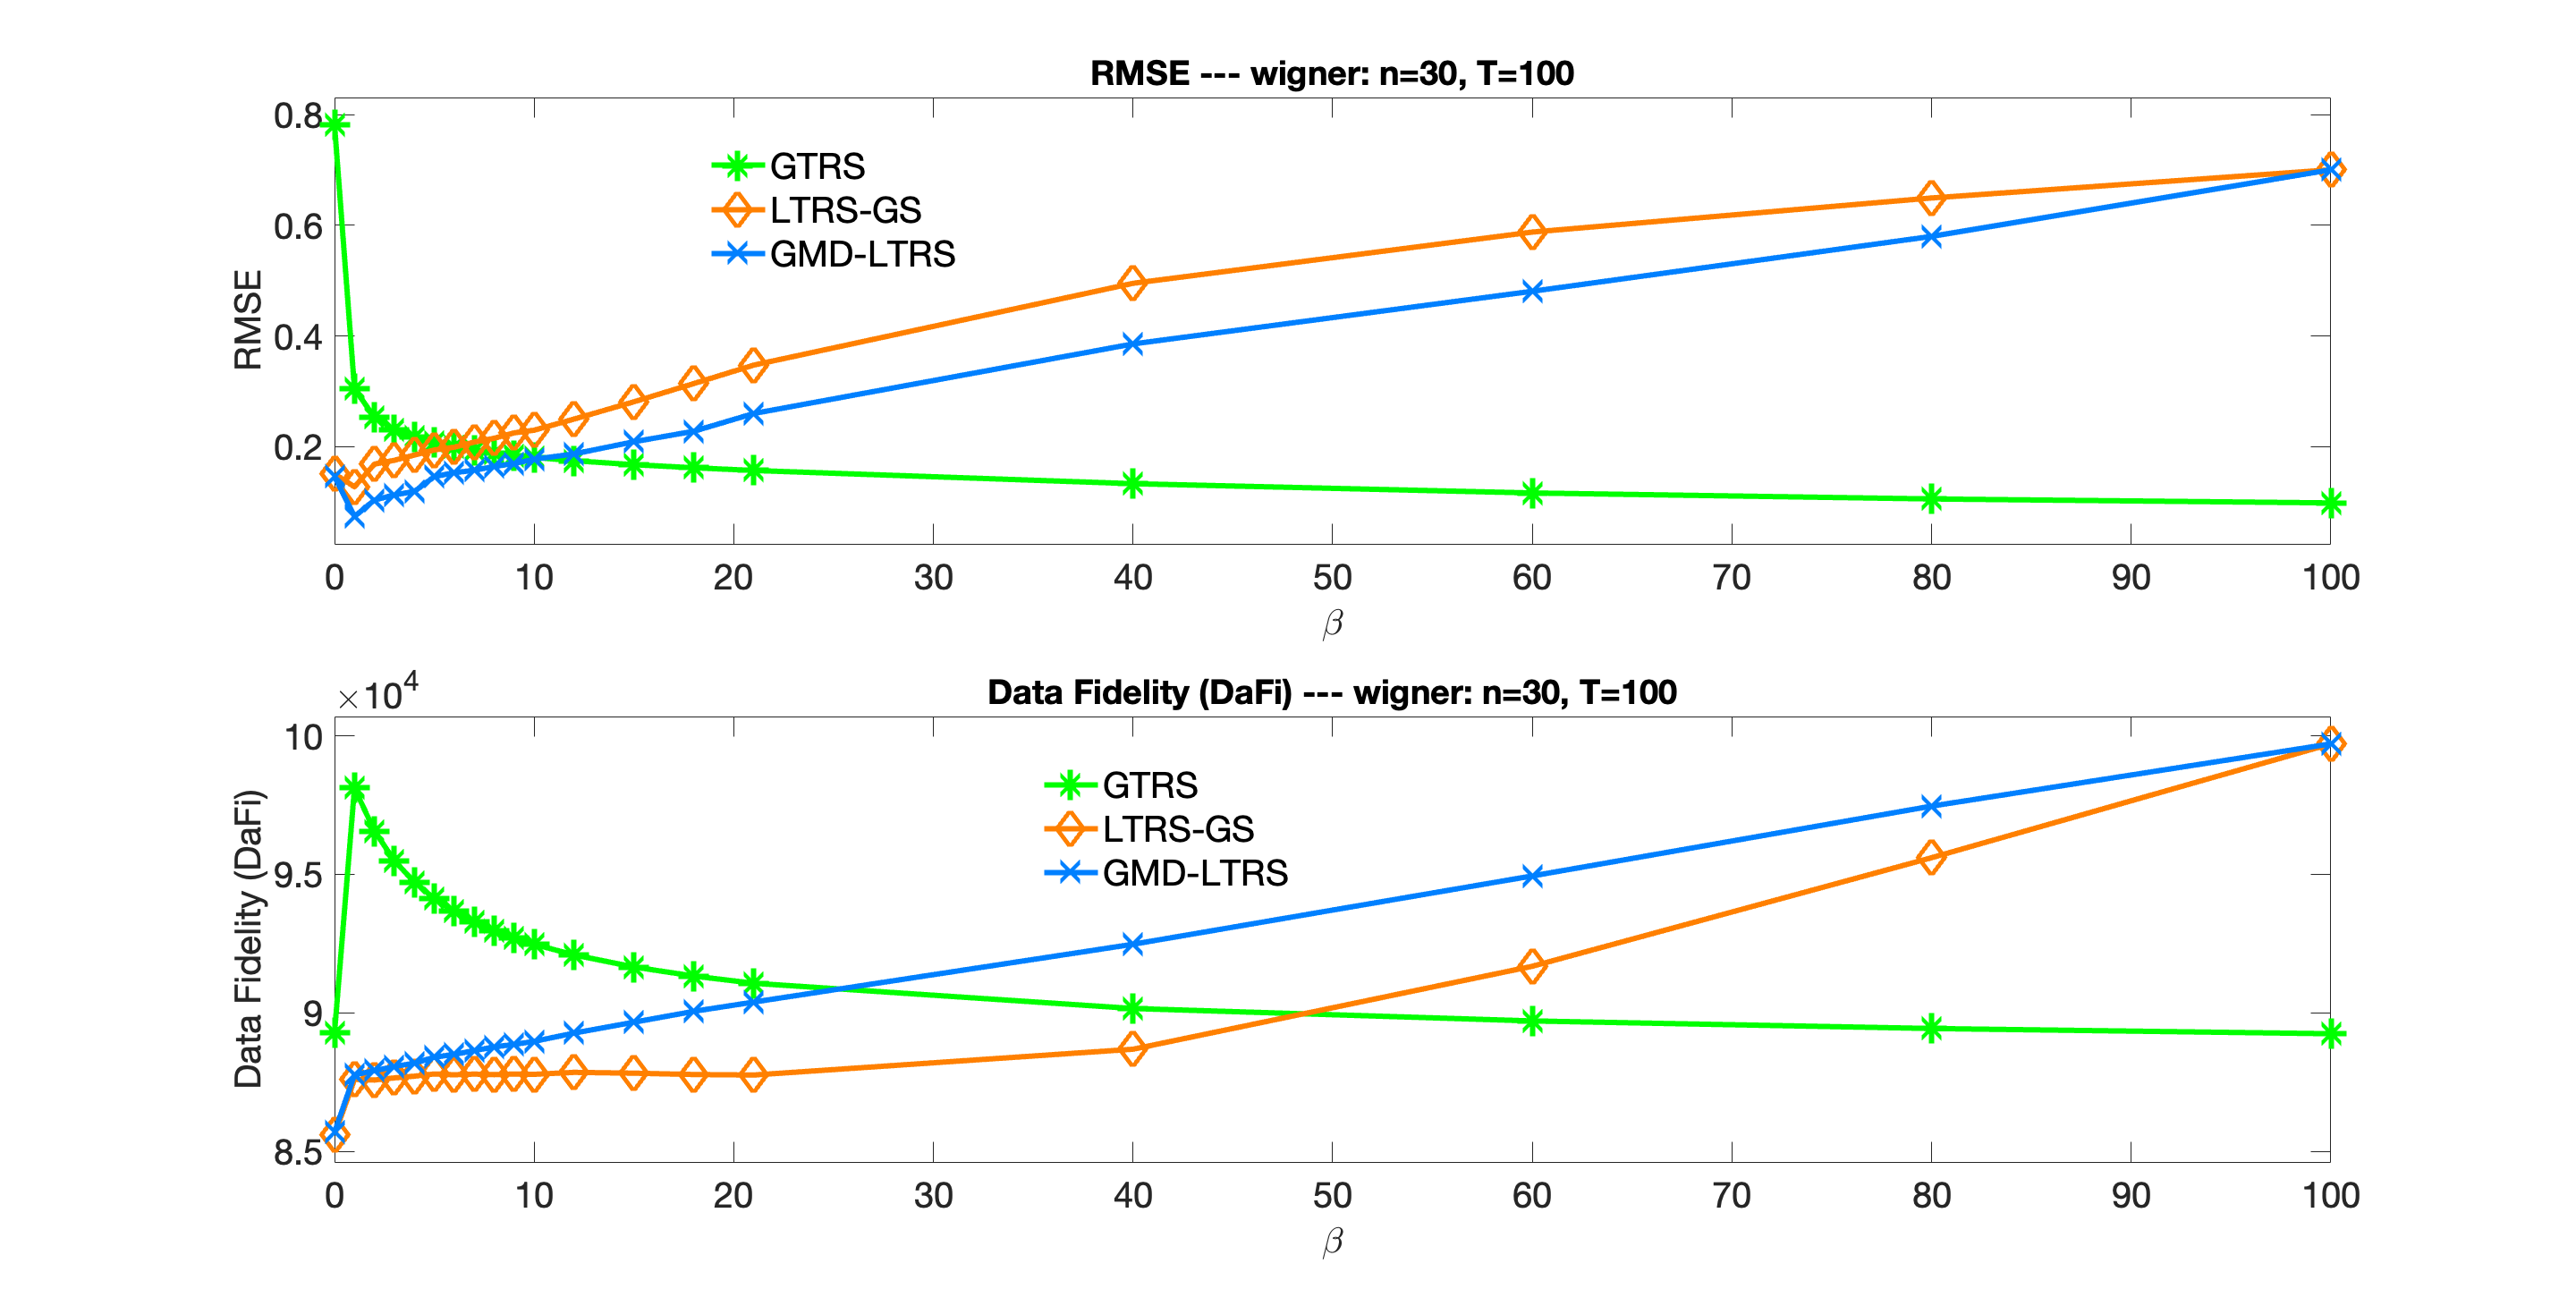 RMSE --- wigner: n=30, T=100
0.8
0.6
0.4
0.2
RMSE
GTRS
LTRS-GS
GMD-LTRS
0 10 20 30 40 50 60 70 80 90 100
β
Data Fidelity (DaFi) --- wigner: n=30, T=100
×10⁴
10
9.5
9
8.5
Data Fidelity (DaFi)
GTRS
LTRS-GS
GMD-LTRS
0 10 20 30 40 50 60 70 80 90 100
β